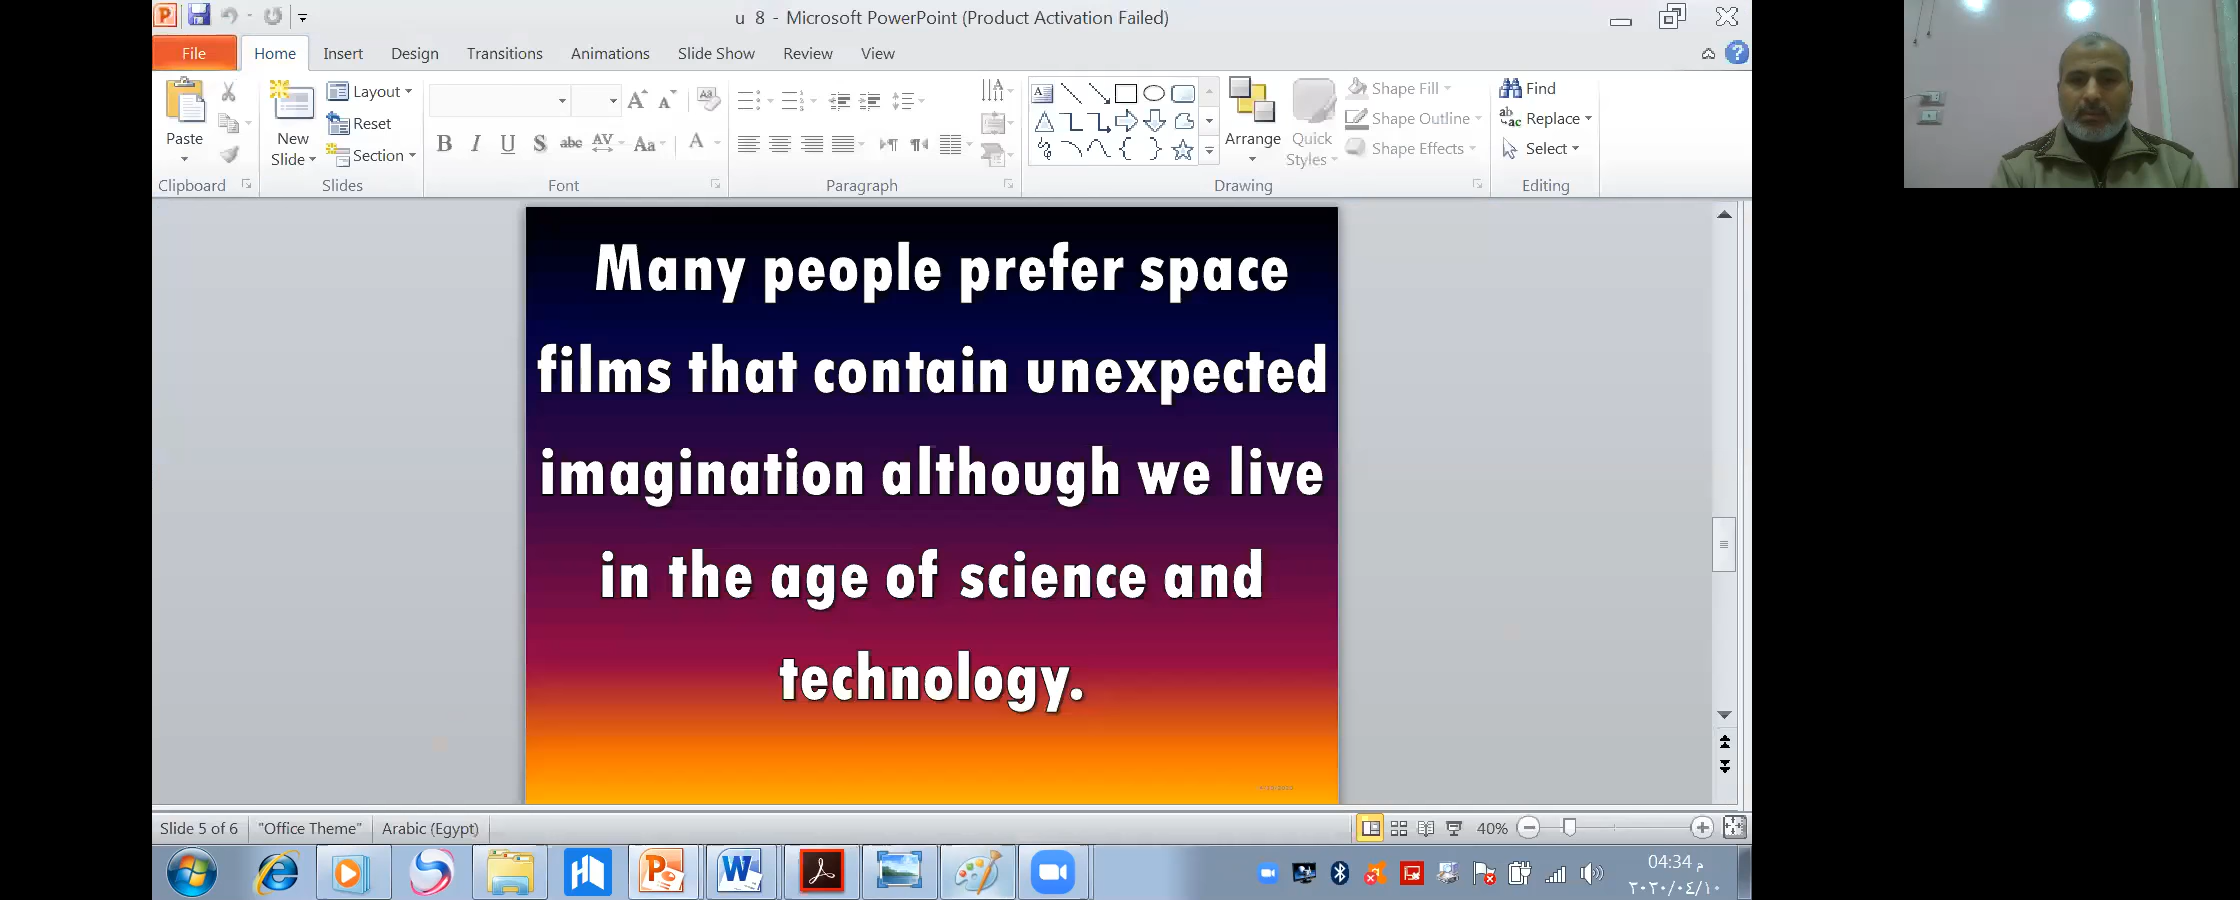 u 8 - Microsoft PowerPoint (Product Activation Failed)
File Home Insert Design Transitions Animations Slide Show Review View
Paste
Clipboard
New Slide
Layout
Reset
Section
Slides
B I U S abc AV Aa A
Font
Paragraph
Arrange
Quick Styles
Shape Fill
Shape Outline
Shape Effects
Drawing
Find
Replace
Select
Editing
Many people prefer space
films that contain unexpected
imagination although we live
in the age of science and
technology.
Slide 5 of 6 "Office Theme" Arabic (Egypt) 40%
04:34 م
٢٠٢٠/٠٤/١٠